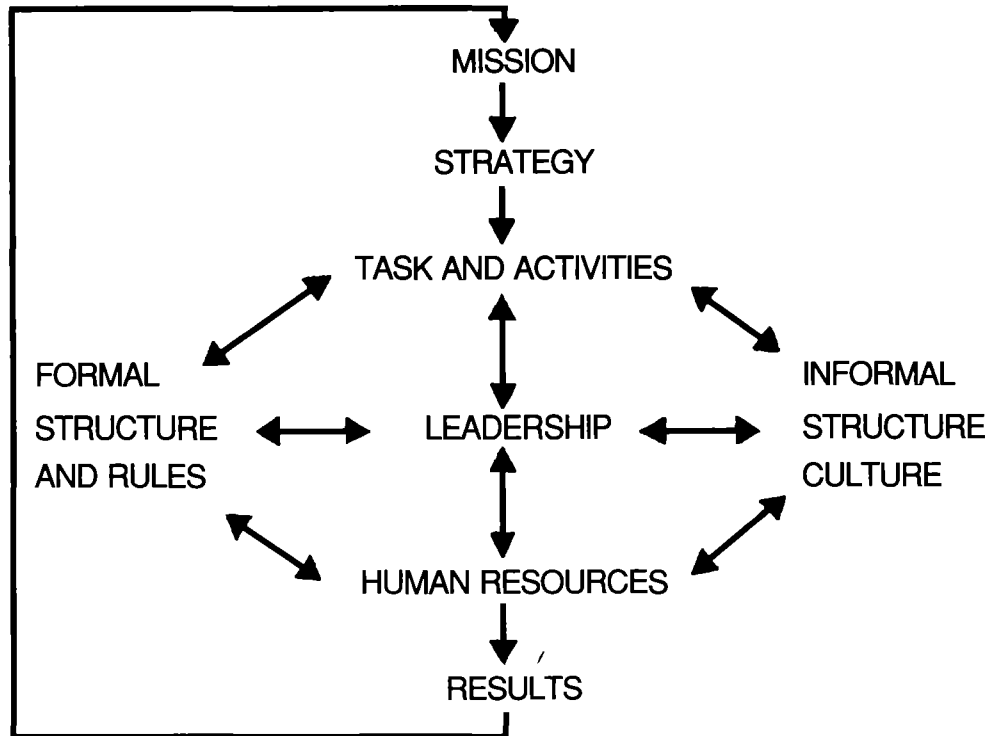 MISSION
STRATEGY
TASK AND ACTIVITIES
FORMAL
STRUCTURE
AND RULES
LEADERSHIP
INFORMAL
STRUCTURE
CULTURE
HUMAN RESOURCES
RESULTS